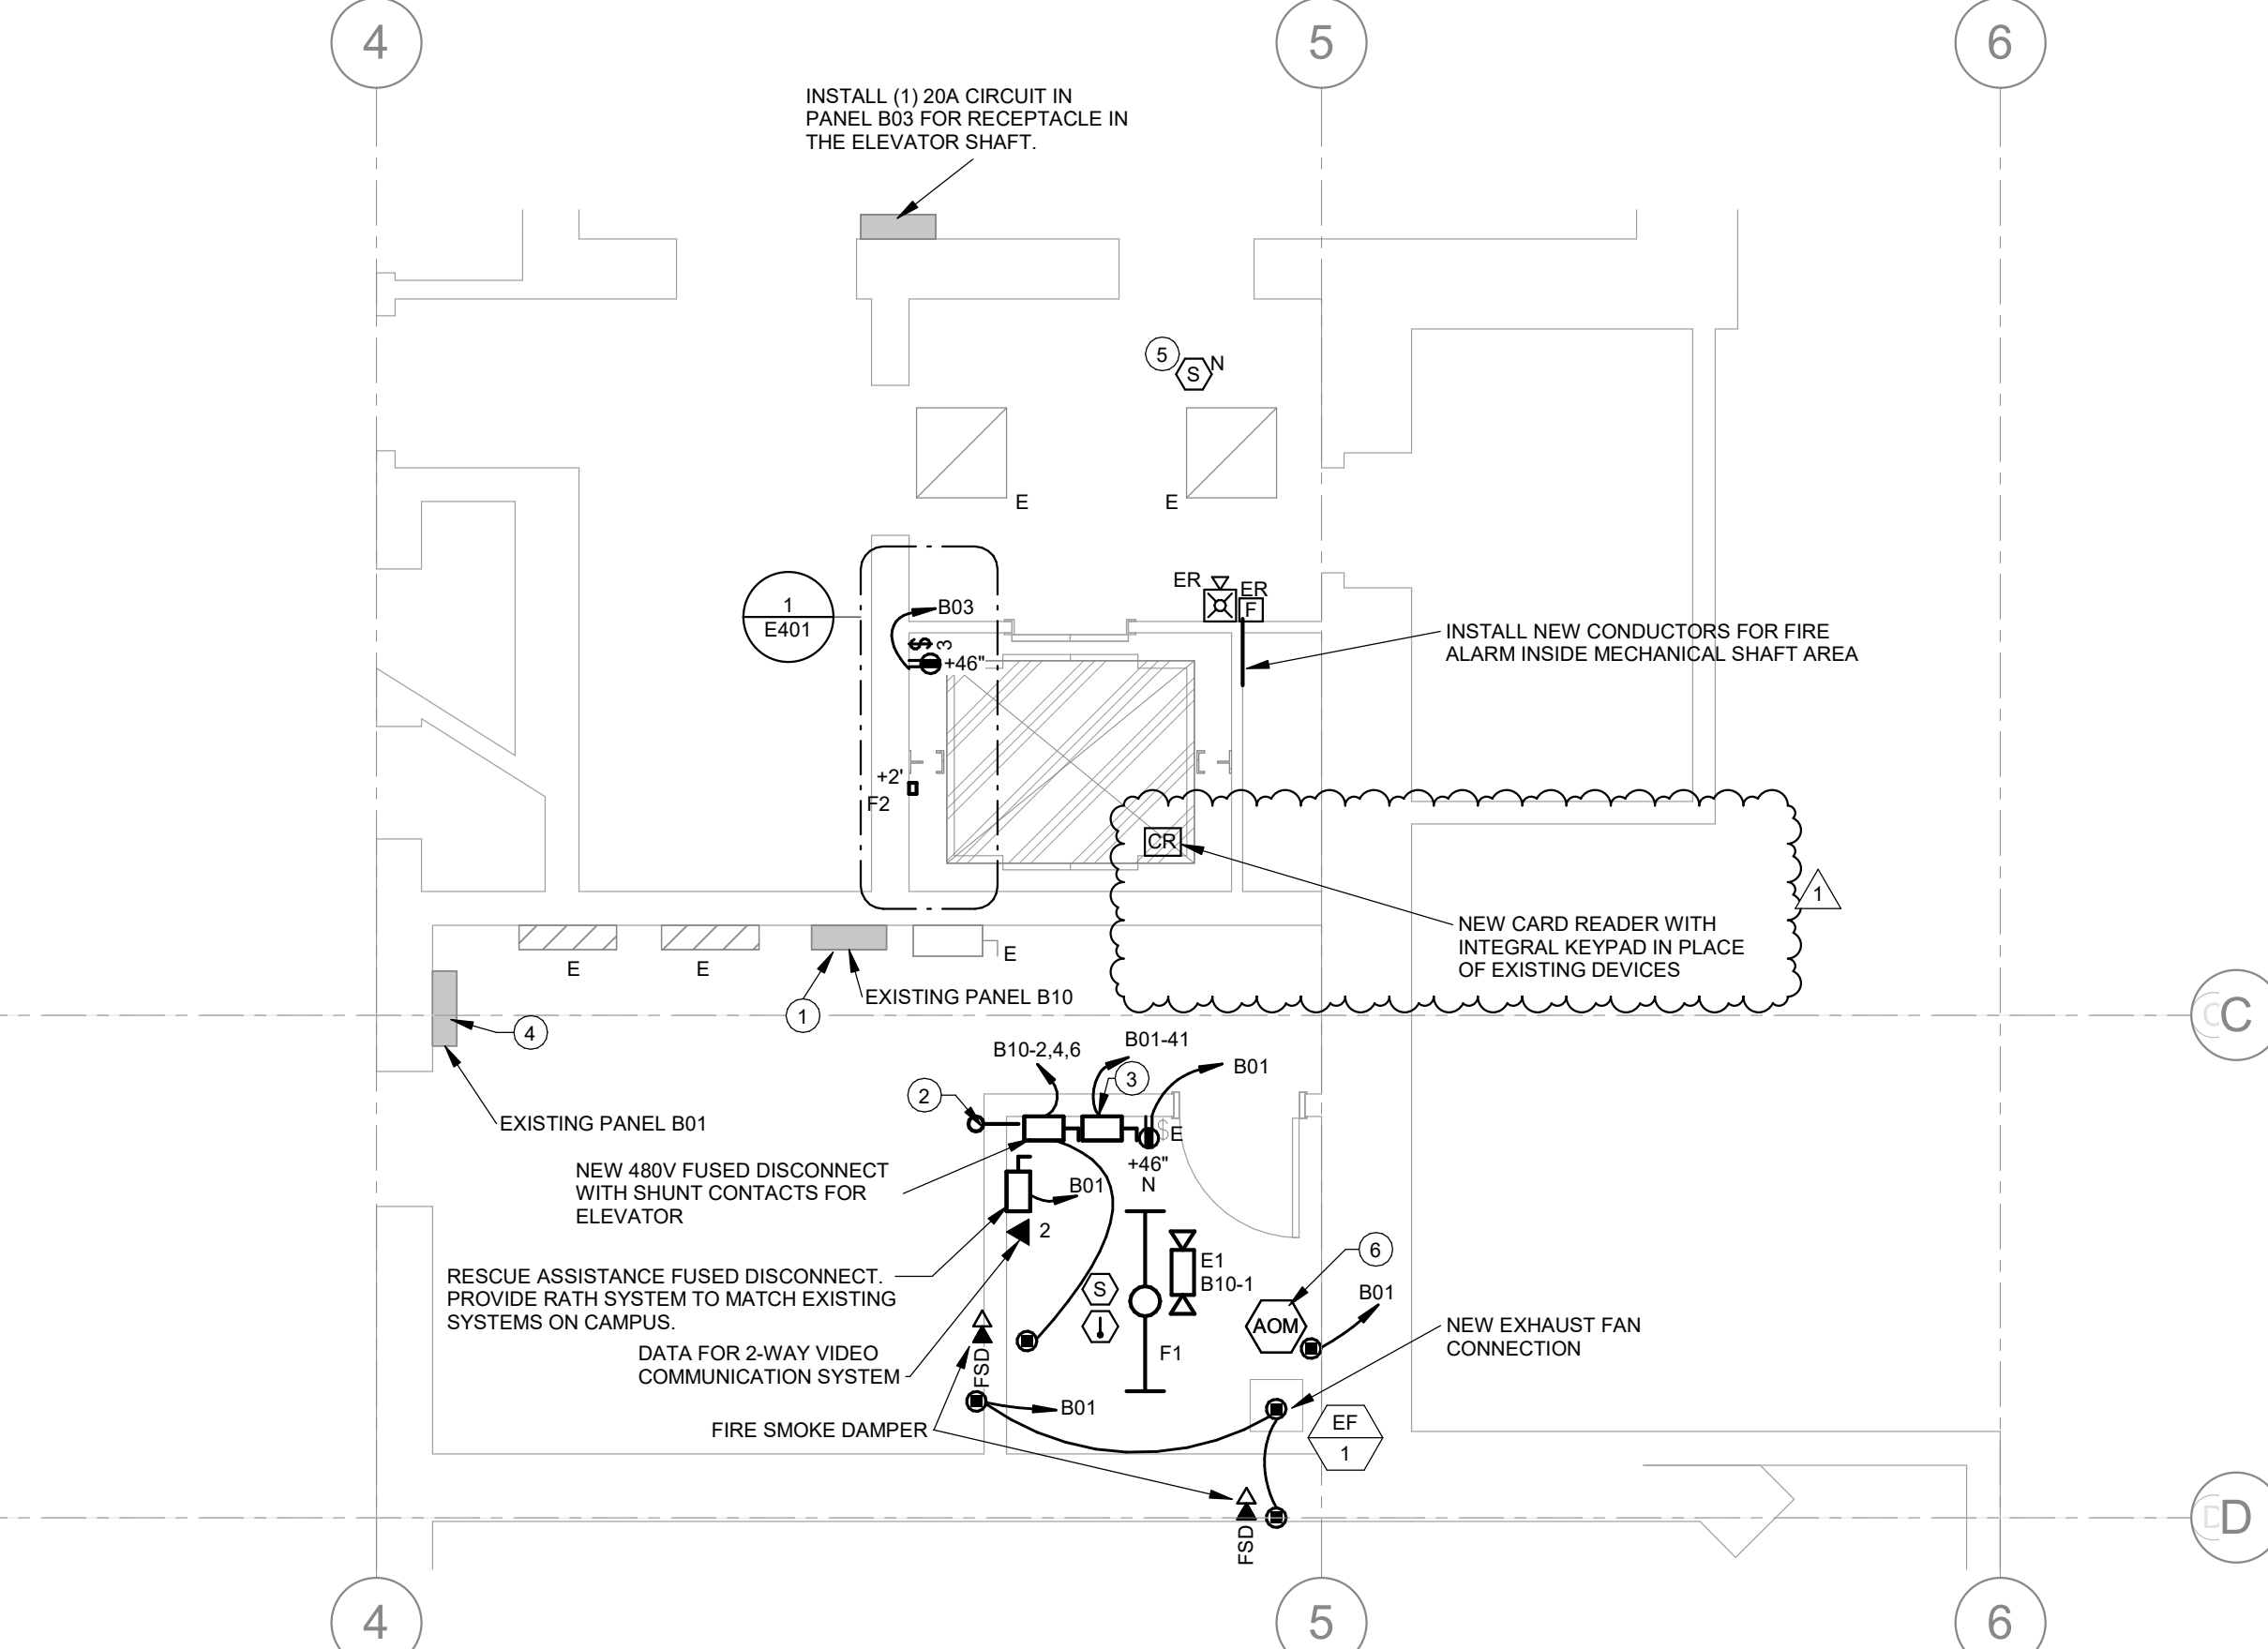 4
5
6
INSTALL (1) 20A CIRCUIT IN
PANEL B03 FOR RECEPTACLE IN
THE ELEVATOR SHAFT.
5
S
N
E
E
ER
ER
F
1
E401
B03
$
3
+46"
INSTALL NEW CONDUCTORS FOR FIRE
ALARM INSIDE MECHANICAL SHAFT AREA
+2'
F2
CR
1
NEW CARD READER WITH
INTEGRAL KEYPAD IN PLACE
OF EXISTING DEVICES
E
E
E
EXISTING PANEL B10
1
4
C
C
B10-2,4,6
B01-41
B01
3
2
EXISTING PANEL B01
$
E
+46"
N
NEW 480V FUSED DISCONNECT
WITH SHUNT CONTACTS FOR
ELEVATOR
B01
2
RESCUE ASSISTANCE FUSED DISCONNECT.
PROVIDE RATH SYSTEM TO MATCH EXISTING
SYSTEMS ON CAMPUS.
S
E1
B10-1
6
B01
AOM
DATA FOR 2-WAY VIDEO
COMMUNICATION SYSTEM
FSD
F1
NEW EXHAUST FAN
CONNECTION
B01
FIRE SMOKE DAMPER
EF
1
FSD
D
D
4
5
6